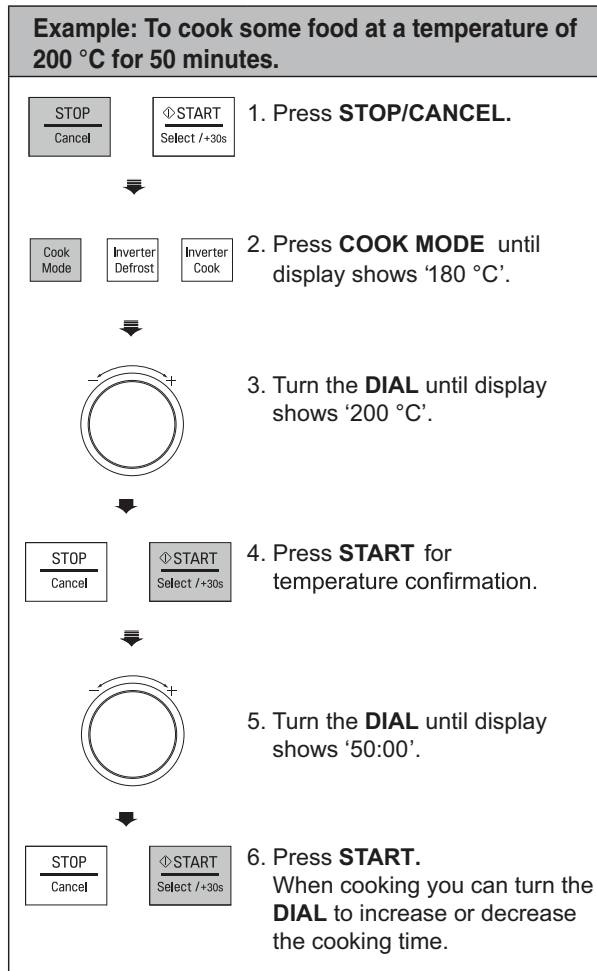 Example: To cook some food at a temperature of
200 °C for 50 minutes.
STOP
Cancel
START
Select /+30s
1. Press STOP/CANCEL.
Cook
Mode
Inverter
Defrost
Inverter
Cook
2. Press COOK MODE until
display shows ‘180 °C’.
- +
3. Turn the DIAL until display
shows ‘200 °C’.
STOP
Cancel
START
Select /+30s
4. Press START for
temperature confirmation.
- +
5. Turn the DIAL until display
shows ‘50:00’.
STOP
Cancel
START
Select /+30s
6. Press START.
When cooking you can turn the
DIAL to increase or decrease
the cooking time.